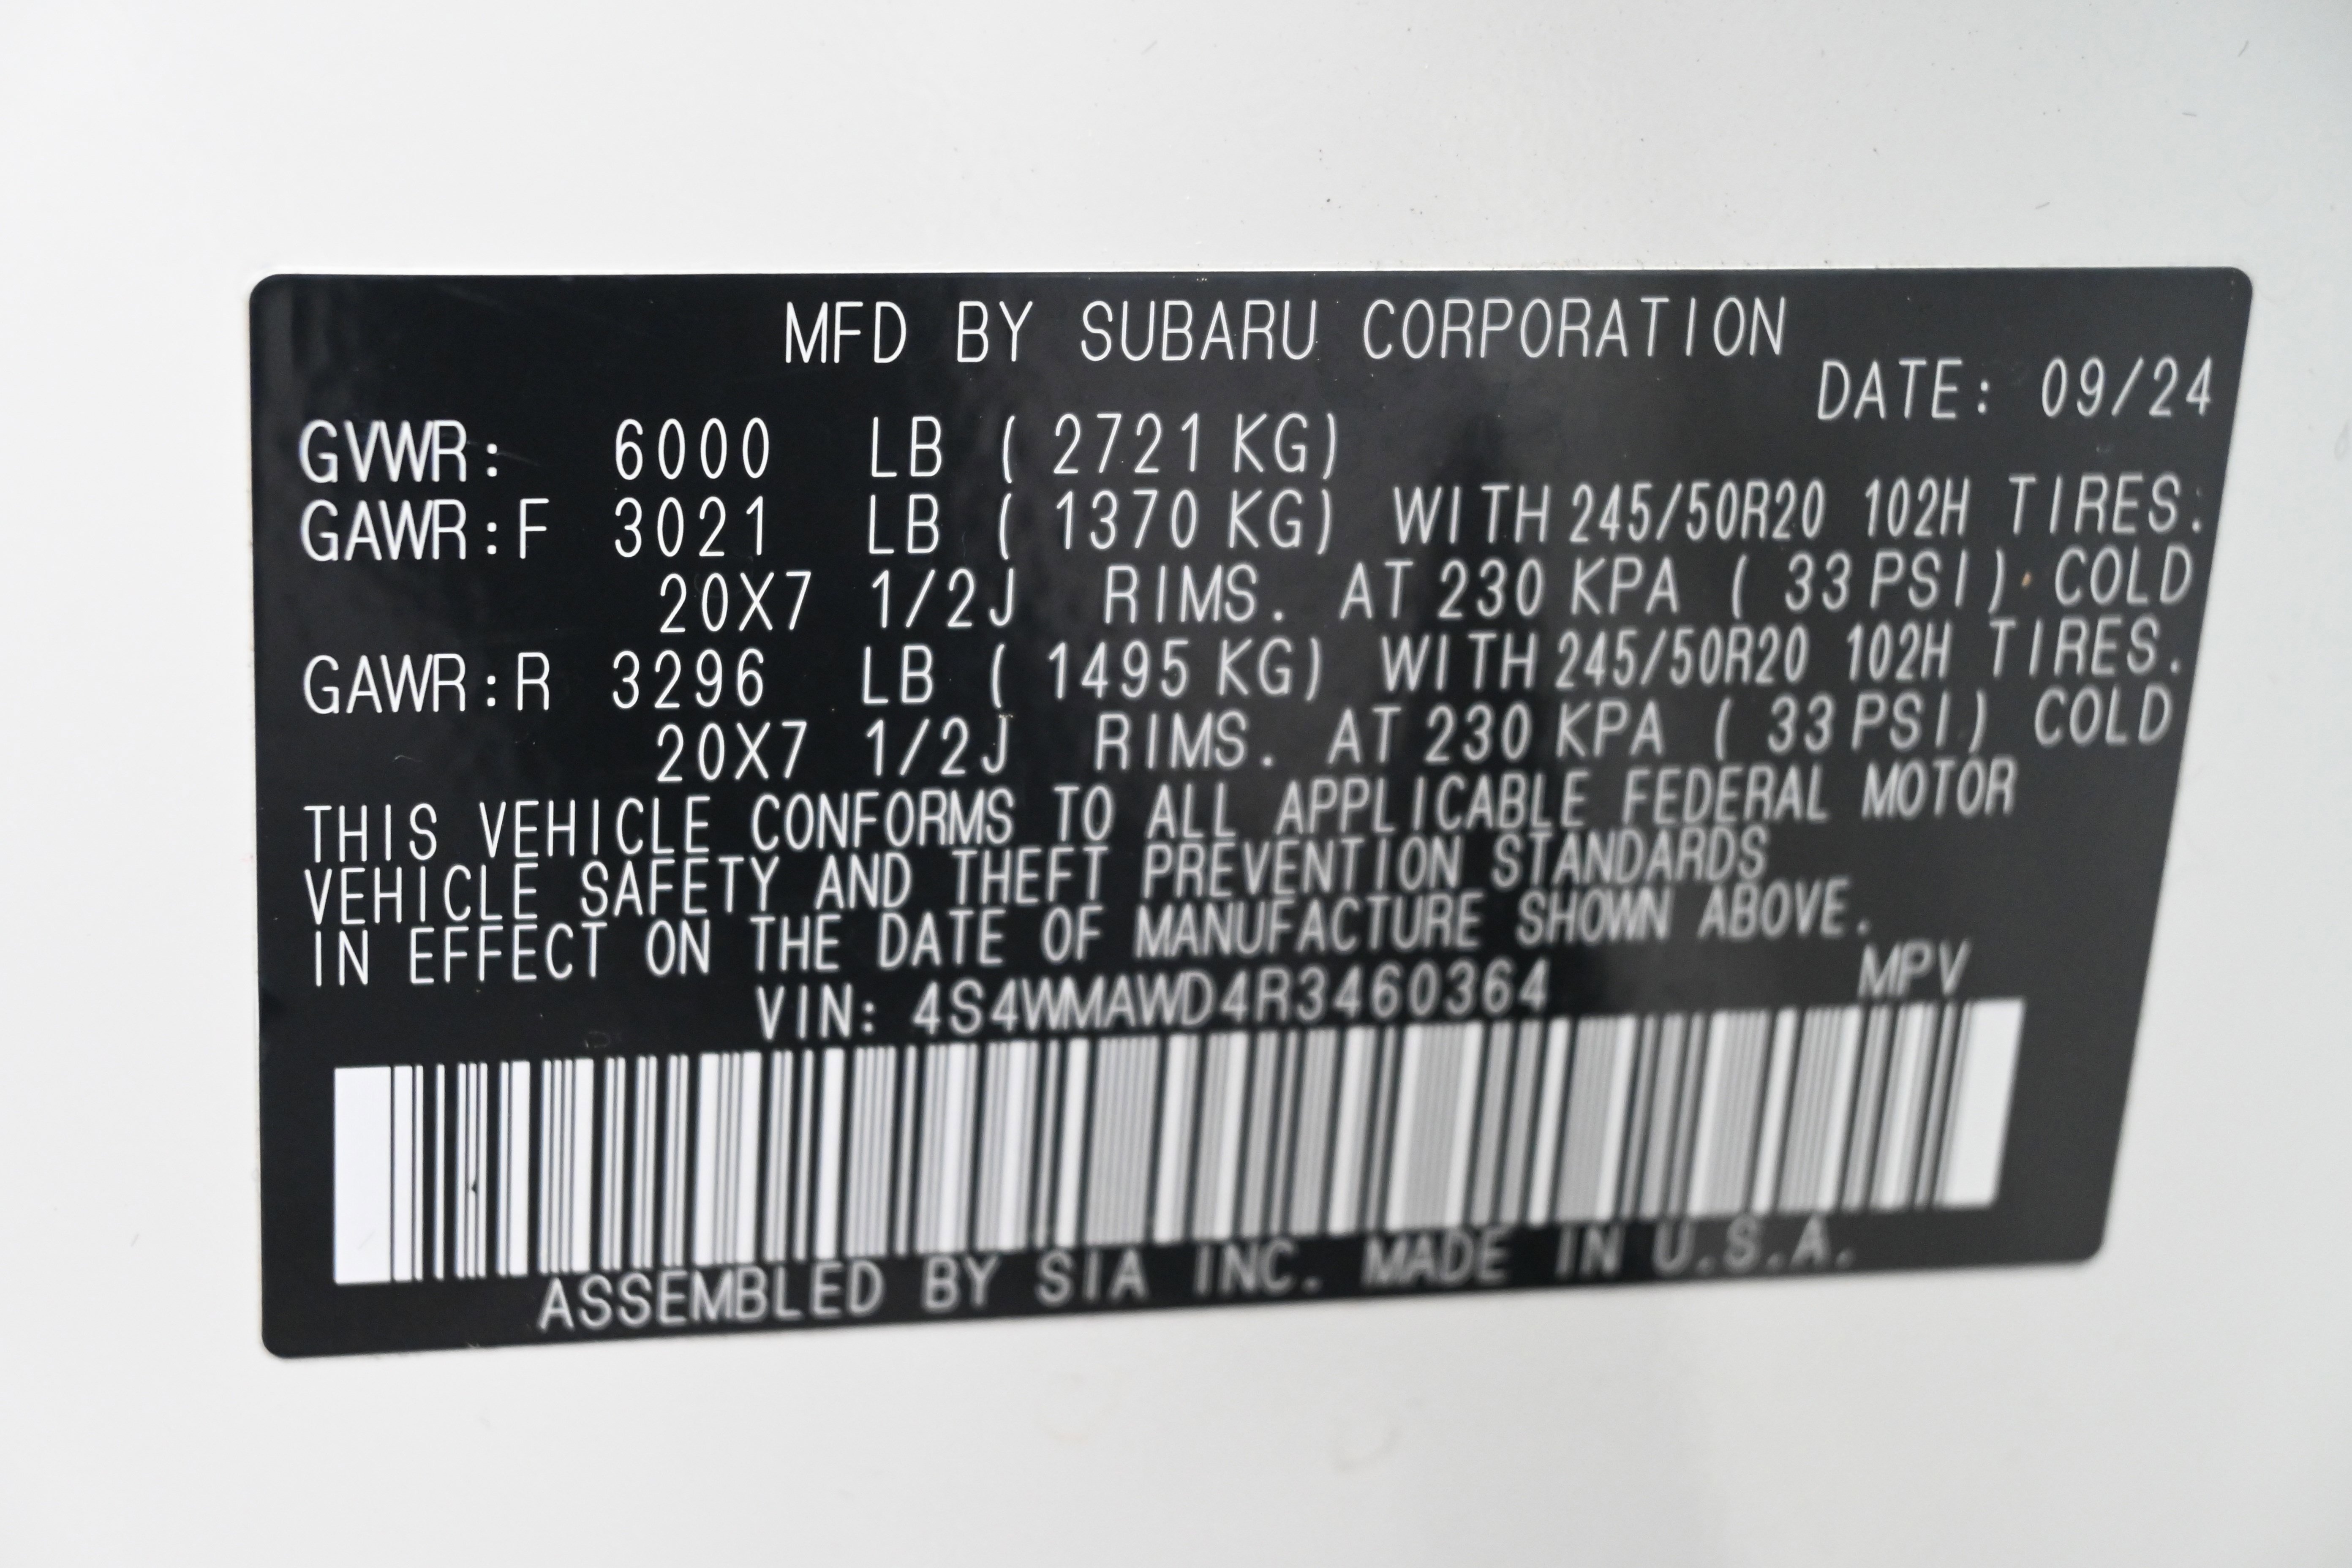 MFD BY SUBARU CORPORATION
DATE: 09/24
GVWR: 6000 LB ( 2721 KG)
GAWR:F 3021 LB ( 1370 KG) WITH 245/50R20 102H TIRES.
20X7 1/2J RIMS. AT 230 KPA ( 33 PSI) COLD
GAWR:R 3296 LB ( 1495 KG) WITH 245/50R20 102H TIRES.
20X7 1/2J RIMS. AT 230 KPA ( 33 PSI) COLD
THIS VEHICLE CONFORMS TO ALL APPLICABLE FEDERAL MOTOR
VEHICLE SAFETY AND THEFT PREVENTION STANDARDS
IN EFFECT ON THE DATE OF MANUFACTURE SHOWN ABOVE.
VIN: 4S4WMAWD4R3460364 MPV
ASSEMBLED BY SIA INC. MADE IN U.S.A.